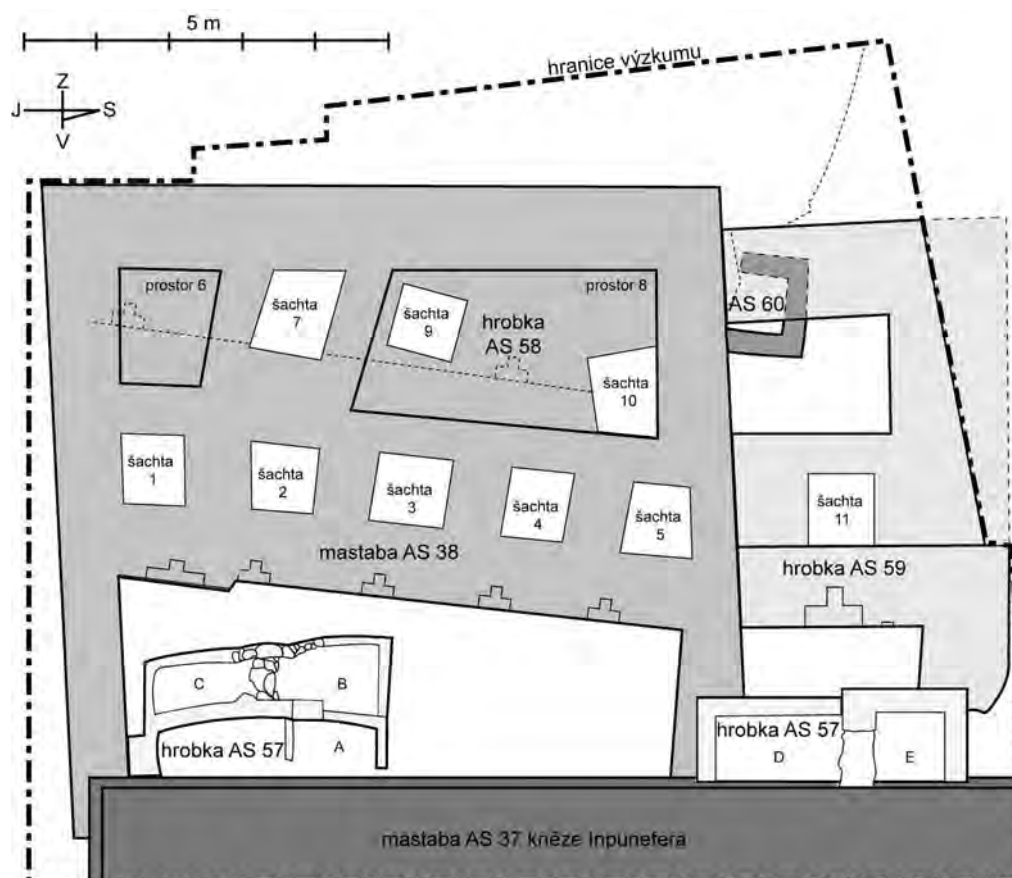 5 m
hranice výzkumu
Z
J
S
V
prostor 6
šachta
7
šachta
9
prostor 8
hrobka
AS 58
šachta
10
AS 60
šachta
1
šachta
2
šachta
3
šachta
4
šachta
5
šachta
11
mastaba AS 38
hrobka AS 59
C
B
hrobka AS 57
A
hrobka AS 57
D
E
mastaba AS 37 kněze Inpunefera